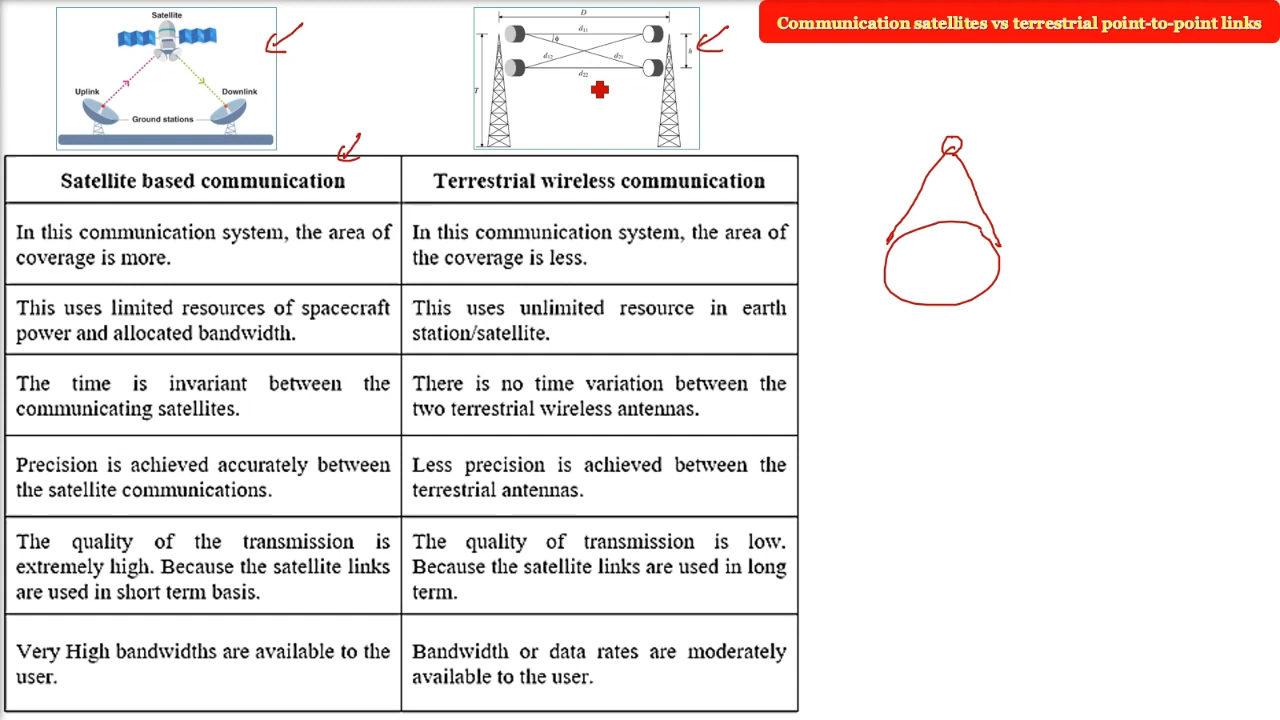 Communication satellites vs terrestrial point-to-point links
Satellite
Uplink
Downlink
Ground stations
D
d11
ϕ
h
d12
d21
d22
T
Satellite based communication
Terrestrial wireless communication
In this communication system, the area of
coverage is more.
In this communication system, the area of
the coverage is less.
This uses limited resources of spacecraft
power and allocated bandwidth.
This uses unlimited resource in earth
station/satellite.
The time is invariant between the
communicating satellites.
There is no time variation between the
two terrestrial wireless antennas.
Precision is achieved accurately between
the satellite communications.
Less precision is achieved between the
terrestrial antennas.
The quality of the transmission is
extremely high. Because the satellite links
are used in short term basis.
The quality of transmission is low.
Because the satellite links are used in long
term.
Very High bandwidths are available to the
user.
Bandwidth or data rates are moderately
available to the user.